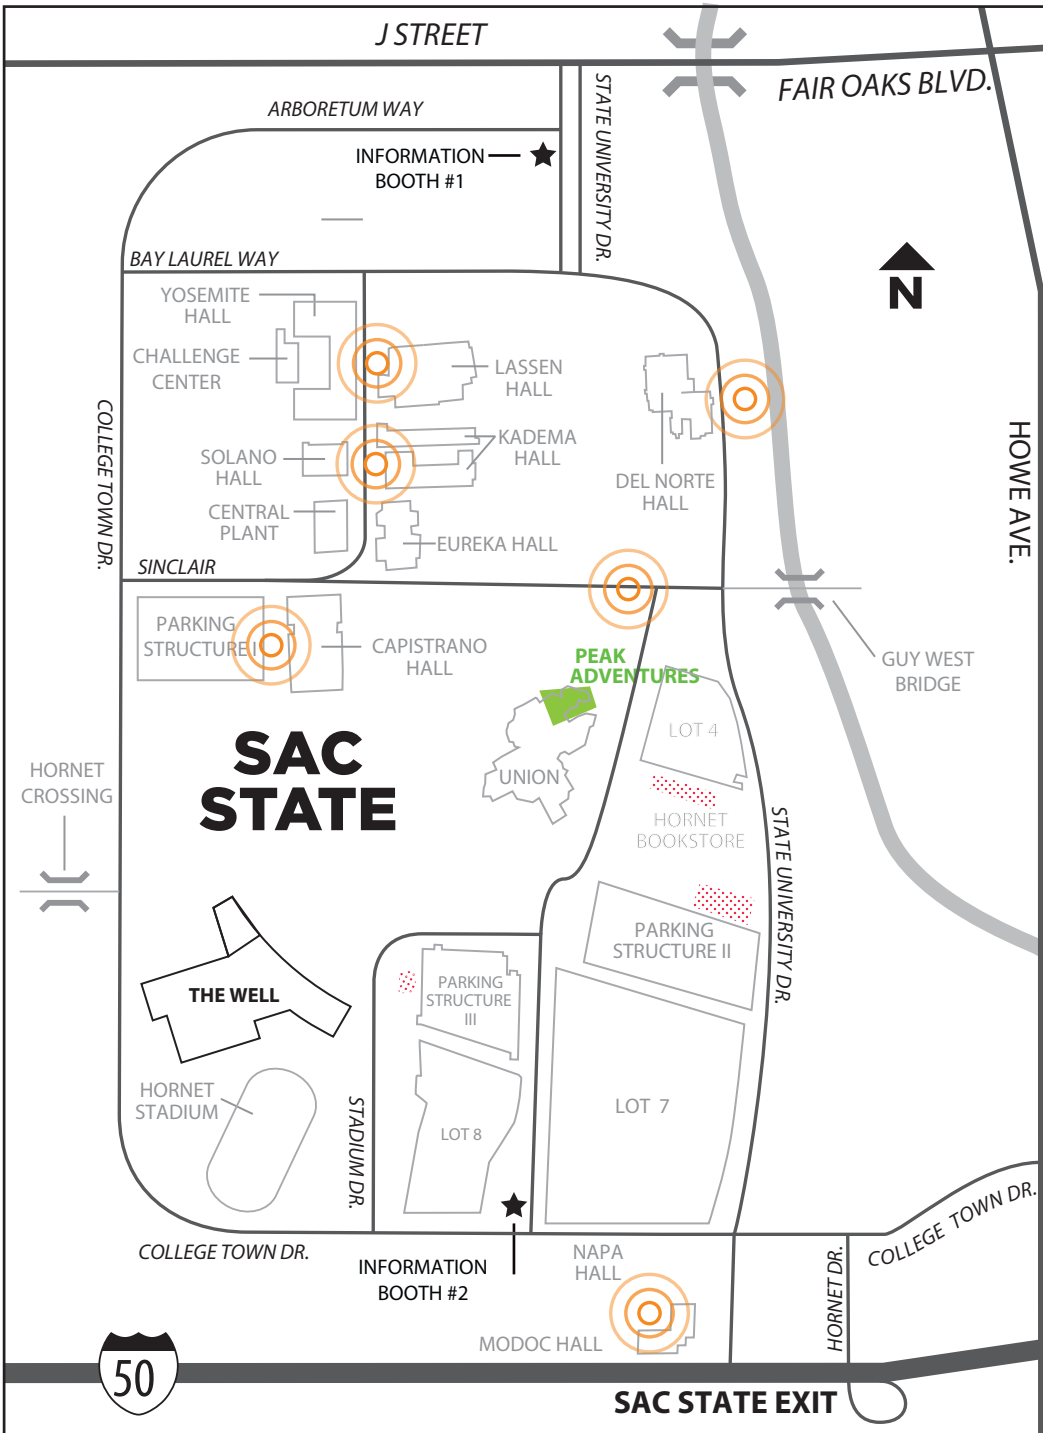 J STREET
FAIR OAKS BLVD.
ARBORETUM WAY
STATE UNIVERSITY DR.
INFORMATION
BOOTH #1
BAY LAUREL WAY
N
YOSEMITE
HALL
CHALLENGE
CENTER
LASSEN
HALL
COLLEGE TOWN DR.
HOWE AVE.
SOLANO
HALL
KADEMA
HALL
DEL NORTE
HALL
CENTRAL
PLANT
EUREKA HALL
SINCLAIR
PARKING
STRUCTURE I
CAPISTRANO
HALL
PEAK
ADVENTURES
GUY WEST
BRIDGE
LOT 4
SAC
STATE
UNION
HORNET
CROSSING
HORNET
BOOKSTORE
STATE UNIVERSITY DR.
PARKING
STRUCTURE II
THE WELL
PARKING
STRUCTURE
III
HORNET
STADIUM
STADIUM DR.
LOT 8
LOT 7
COLLEGE TOWN DR.
COLLEGE TOWN DR.
INFORMATION
BOOTH #2
NAPA
HALL
HORNET DR.
MODOC HALL
50
SAC STATE EXIT